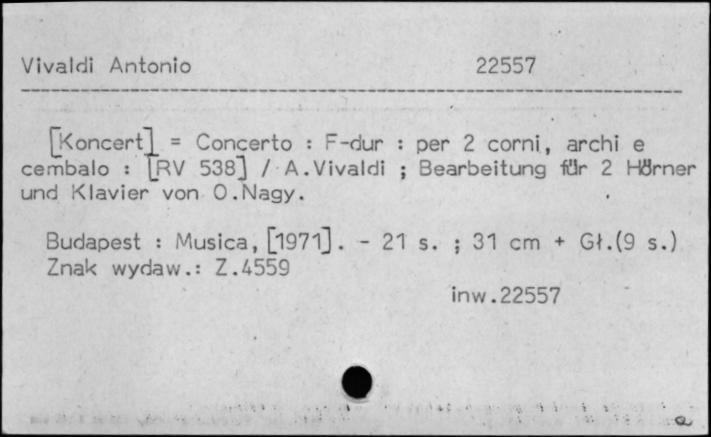 Vivaldi Antonio 22557
[Koncert] = Concerto : F-dur : per 2 corni, archi e
cembalo : [RV 538] / A.Vivaldi ; Bearbeitung für 2 Hörner
und Klavier von O.Nagy.
Budapest : Musica, [1971]. - 21 s. ; 31 cm + Gł.(9 s.)
Znak wydaw.: Z.4559
inw.22557